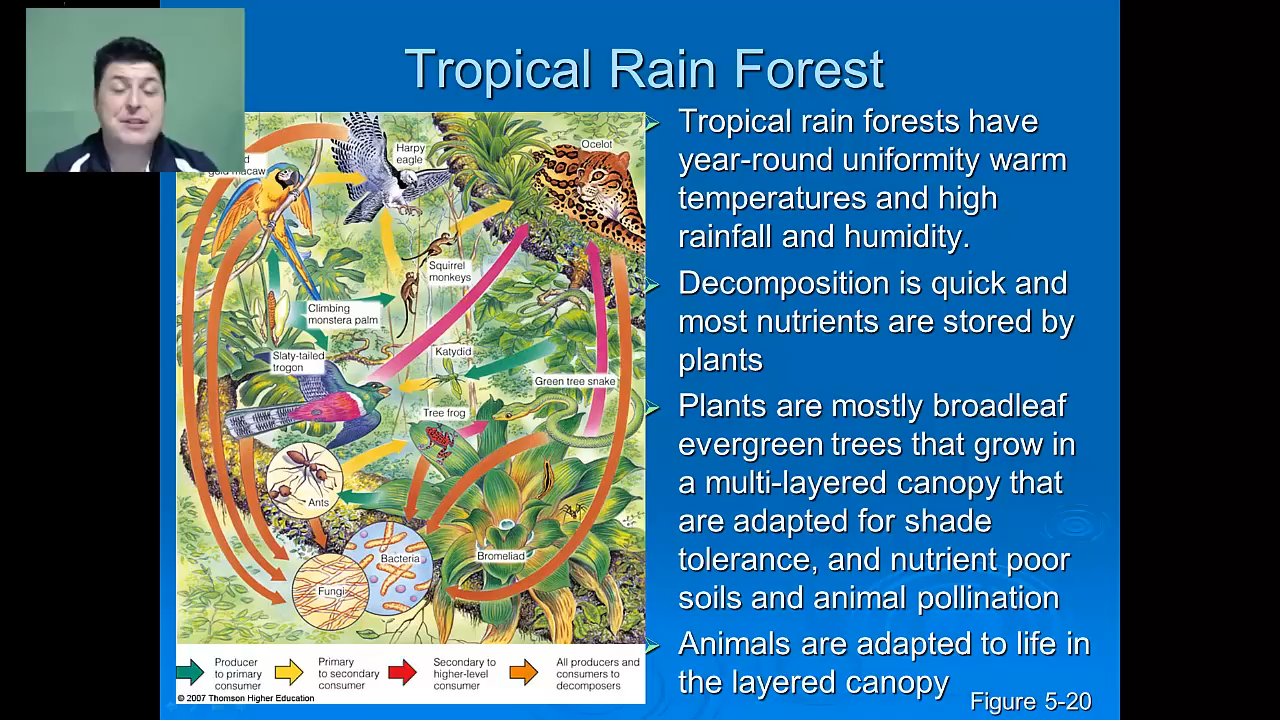 Tropical Rain Forest
Tropical rain forests have
year-round uniformity warm
temperatures and high
rainfall and humidity.
Decomposition is quick and
most nutrients are stored by
plants
Plants are mostly broadleaf
evergreen trees that grow in
a multi-layered canopy that
are adapted for shade
tolerance, and nutrient poor
soils and animal pollination
Animals are adapted to life in
the layered canopy
Figure 5-20
macaw
Harpy
eagle
Ocelot
Squirrel
monkeys
Climbing
monstera palm
Slaty-tailed
trogon
Katydid
Green tree snake
Tree frog
Ants
Bacteria
Bromeliad
Fungi
Producer
to primary
consumer
Primary
to secondary
consumer
Secondary to
higher-level
consumer
All producers and
consumers to
decomposers
© 2007 Thomson Higher Education